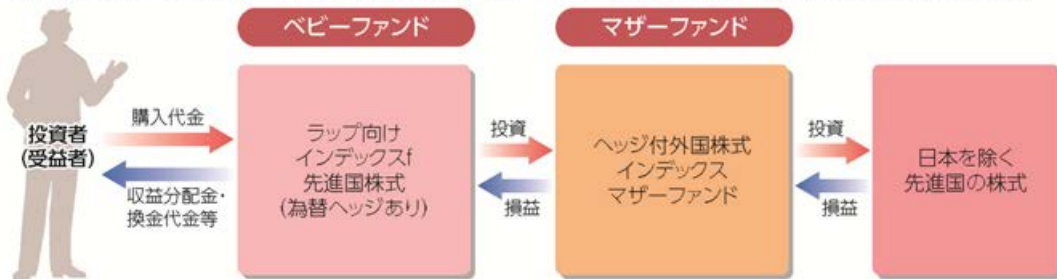 ベビーファンド
マザーファンド
投資者
(受益者)
購入代金
収益分配金・
換金代金等
ラップ向け
インデックスf
先進国株式
(為替ヘッジあり)
投資
損益
ヘッジ付外国株式
インデックス
マザーファンド
投資
損益
日本を除く
先進国の株式